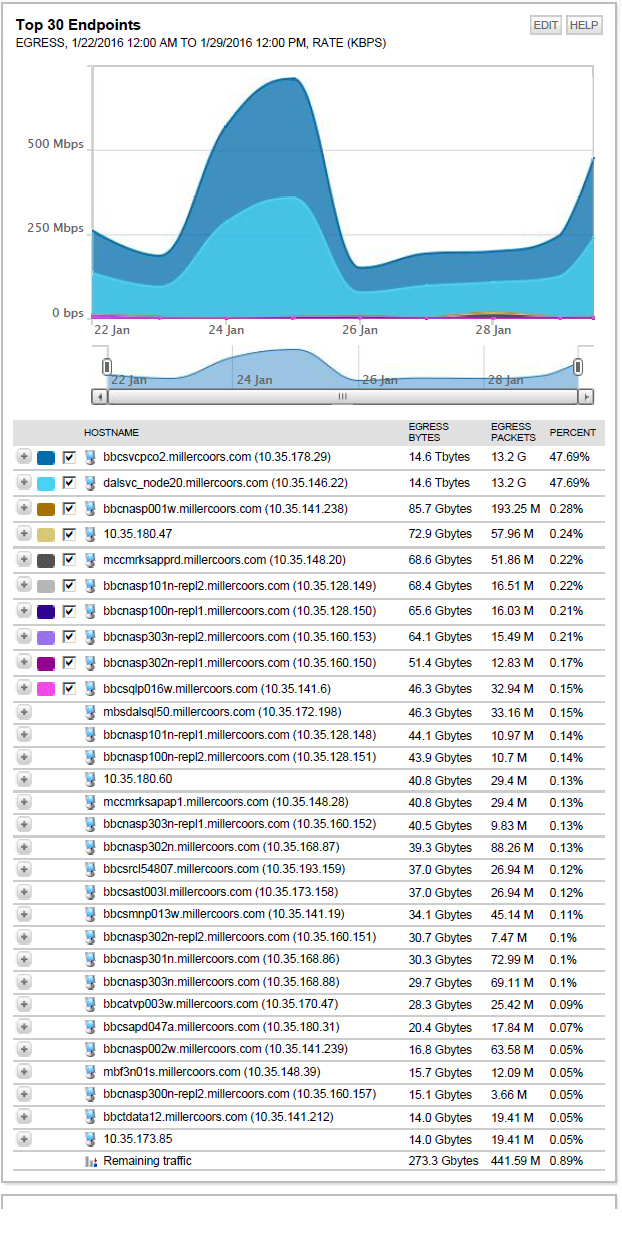 Top 30 Endpoints
EDIT HELP
EGRESS, 1/22/2016 12:00 AM TO 1/29/2016 12:00 PM, RATE (KBPS)
500 Mbps
250 Mbps
0 bps
22 Jan 24 Jan 26 Jan 28 Jan
22 Jan 24 Jan 26 Jan 28 Jan
HOSTNAME EGRESS BYTES EGRESS PACKETS PERCENT
bbcsvcpco2.millercoors.com (10.35.178.29) 14.6 Tbytes 13.2 G 47.69%
dalsvc_node20.millercoors.com (10.35.146.22) 14.6 Tbytes 13.2 G 47.69%
bbcnasp001w.millercoors.com (10.35.141.238) 85.7 Gbytes 193.25 M 0.28%
10.35.180.47 72.9 Gbytes 57.96 M 0.24%
mccmrksapprd.millercoors.com (10.35.148.20) 68.6 Gbytes 51.86 M 0.22%
bbcnasp101n-repl2.millercoors.com (10.35.128.149) 68.4 Gbytes 16.51 M 0.22%
bbcnasp100n-repl1.millercoors.com (10.35.128.150) 65.6 Gbytes 16.03 M 0.21%
bbcnasp303n-repl2.millercoors.com (10.35.160.153) 64.1 Gbytes 15.49 M 0.21%
bbcnasp302n-repl1.millercoors.com (10.35.160.150) 51.4 Gbytes 12.83 M 0.17%
bbcsqlp016w.millercoors.com (10.35.141.6) 46.3 Gbytes 32.94 M 0.15%
mbsdalsql50.millercoors.com (10.35.172.198) 46.3 Gbytes 33.16 M 0.15%
bbcnasp101n-repl1.millercoors.com (10.35.128.148) 44.1 Gbytes 10.97 M 0.14%
bbcnasp100n-repl2.millercoors.com (10.35.128.151) 43.9 Gbytes 10.7 M 0.14%
10.35.180.60 40.8 Gbytes 29.4 M 0.13%
mccmrksapap1.millercoors.com (10.35.148.28) 40.8 Gbytes 29.4 M 0.13%
bbcnasp303n-repl1.millercoors.com (10.35.160.152) 40.5 Gbytes 9.83 M 0.13%
bbcnasp302n.millercoors.com (10.35.168.87) 39.3 Gbytes 88.26 M 0.13%
bbcsrcl54807.millercoors.com (10.35.193.159) 37.0 Gbytes 26.94 M 0.12%
bbcsast003l.millercoors.com (10.35.173.158) 37.0 Gbytes 26.94 M 0.12%
bbcsmnp013w.millercoors.com (10.35.141.19) 34.1 Gbytes 45.14 M 0.11%
bbcnasp302n-repl2.millercoors.com (10.35.160.151) 30.7 Gbytes 7.47 M 0.1%
bbcnasp301n.millercoors.com (10.35.168.86) 30.3 Gbytes 72.99 M 0.1%
bbcnasp303n.millercoors.com (10.35.168.88) 29.7 Gbytes 69.11 M 0.1%
bbcatvp003w.millercoors.com (10.35.170.47) 28.3 Gbytes 25.42 M 0.09%
bbcsapd047a.millercoors.com (10.35.180.31) 20.4 Gbytes 17.84 M 0.07%
bbcnasp002w.millercoors.com (10.35.141.239) 16.8 Gbytes 63.58 M 0.05%
mbf3n01s.millercoors.com (10.35.148.39) 15.7 Gbytes 12.09 M 0.05%
bbcnasp300n-repl2.millercoors.com (10.35.160.157) 15.1 Gbytes 3.66 M 0.05%
bbctdata12.millercoors.com (10.35.141.212) 14.0 Gbytes 19.41 M 0.05%
10.35.173.85 14.0 Gbytes 19.41 M 0.05%
Remaining traffic 273.3 Gbytes 441.59 M 0.89%